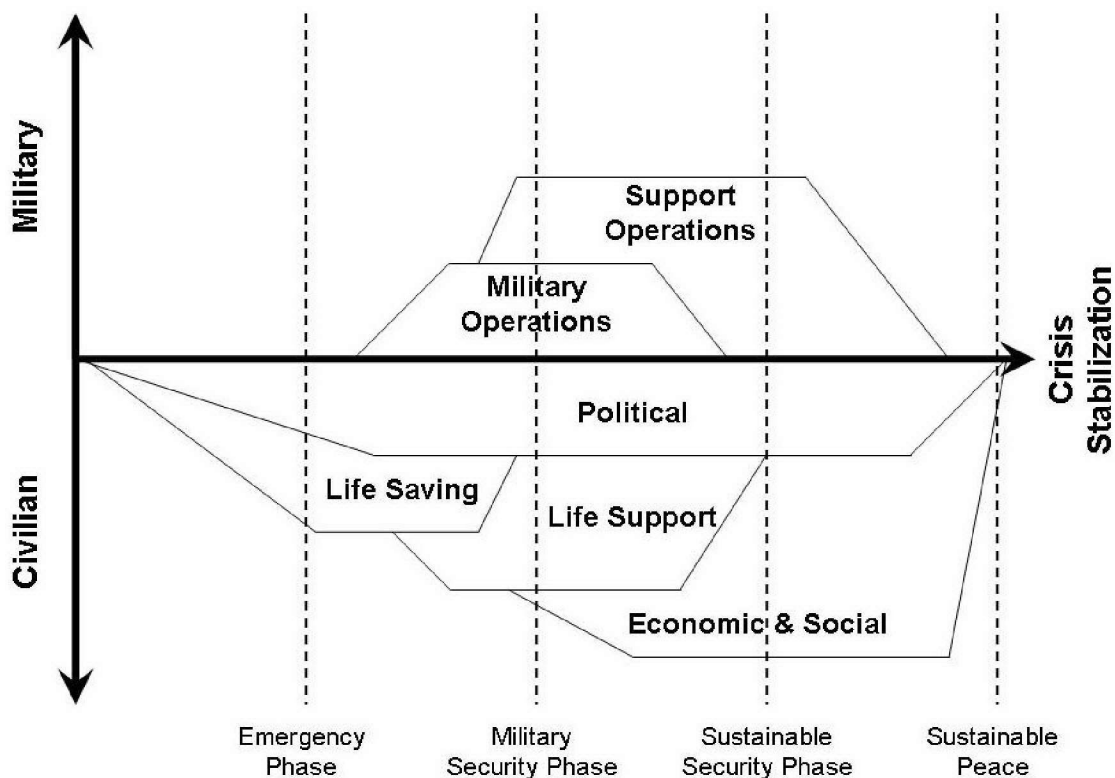 Military
Civilian
Support
Operations
Military
Operations
Crisis
Stabilization
Political
Life Saving
Life Support
Economic & Social
Emergency
Phase
Military
Security Phase
Sustainable
Security Phase
Sustainable
Peace